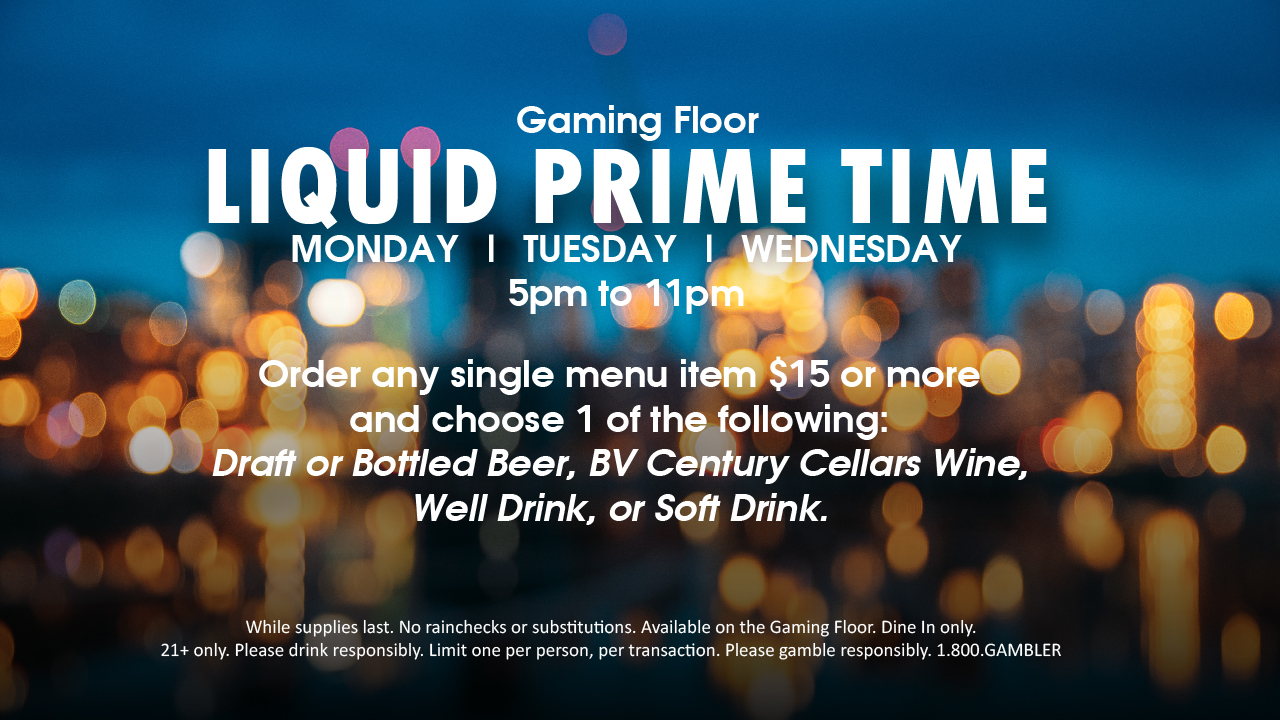 Gaming Floor
LIQUID PRIME TIME
MONDAY | TUESDAY | WEDNESDAY
5pm to 11pm
Order any single menu item $15 or more
and choose 1 of the following:
Draft or Bottled Beer, BV Century Cellars Wine,
Well Drink, or Soft Drink.
While supplies last. No rainchecks or substitutions. Available on the Gaming Floor. Dine In only.
21+ only. Please drink responsibly. Limit one per person, per transaction. Please gamble responsibly. 1.800.GAMBLER